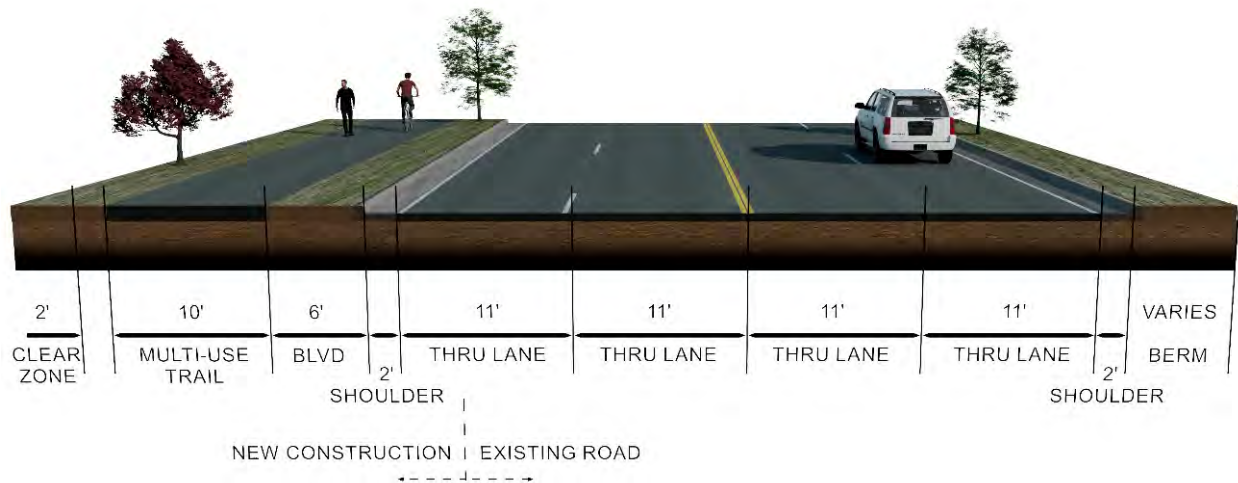 2' 10' 6' 11' 11' 11' 11' VARIES
CLEAR MULTI-USE BLVD THRU LANE THRU LANE THRU LANE THRU LANE BERM
ZONE TRAIL 2' 2'
SHOULDER SHOULDER
NEW CONSTRUCTION EXISTING ROAD